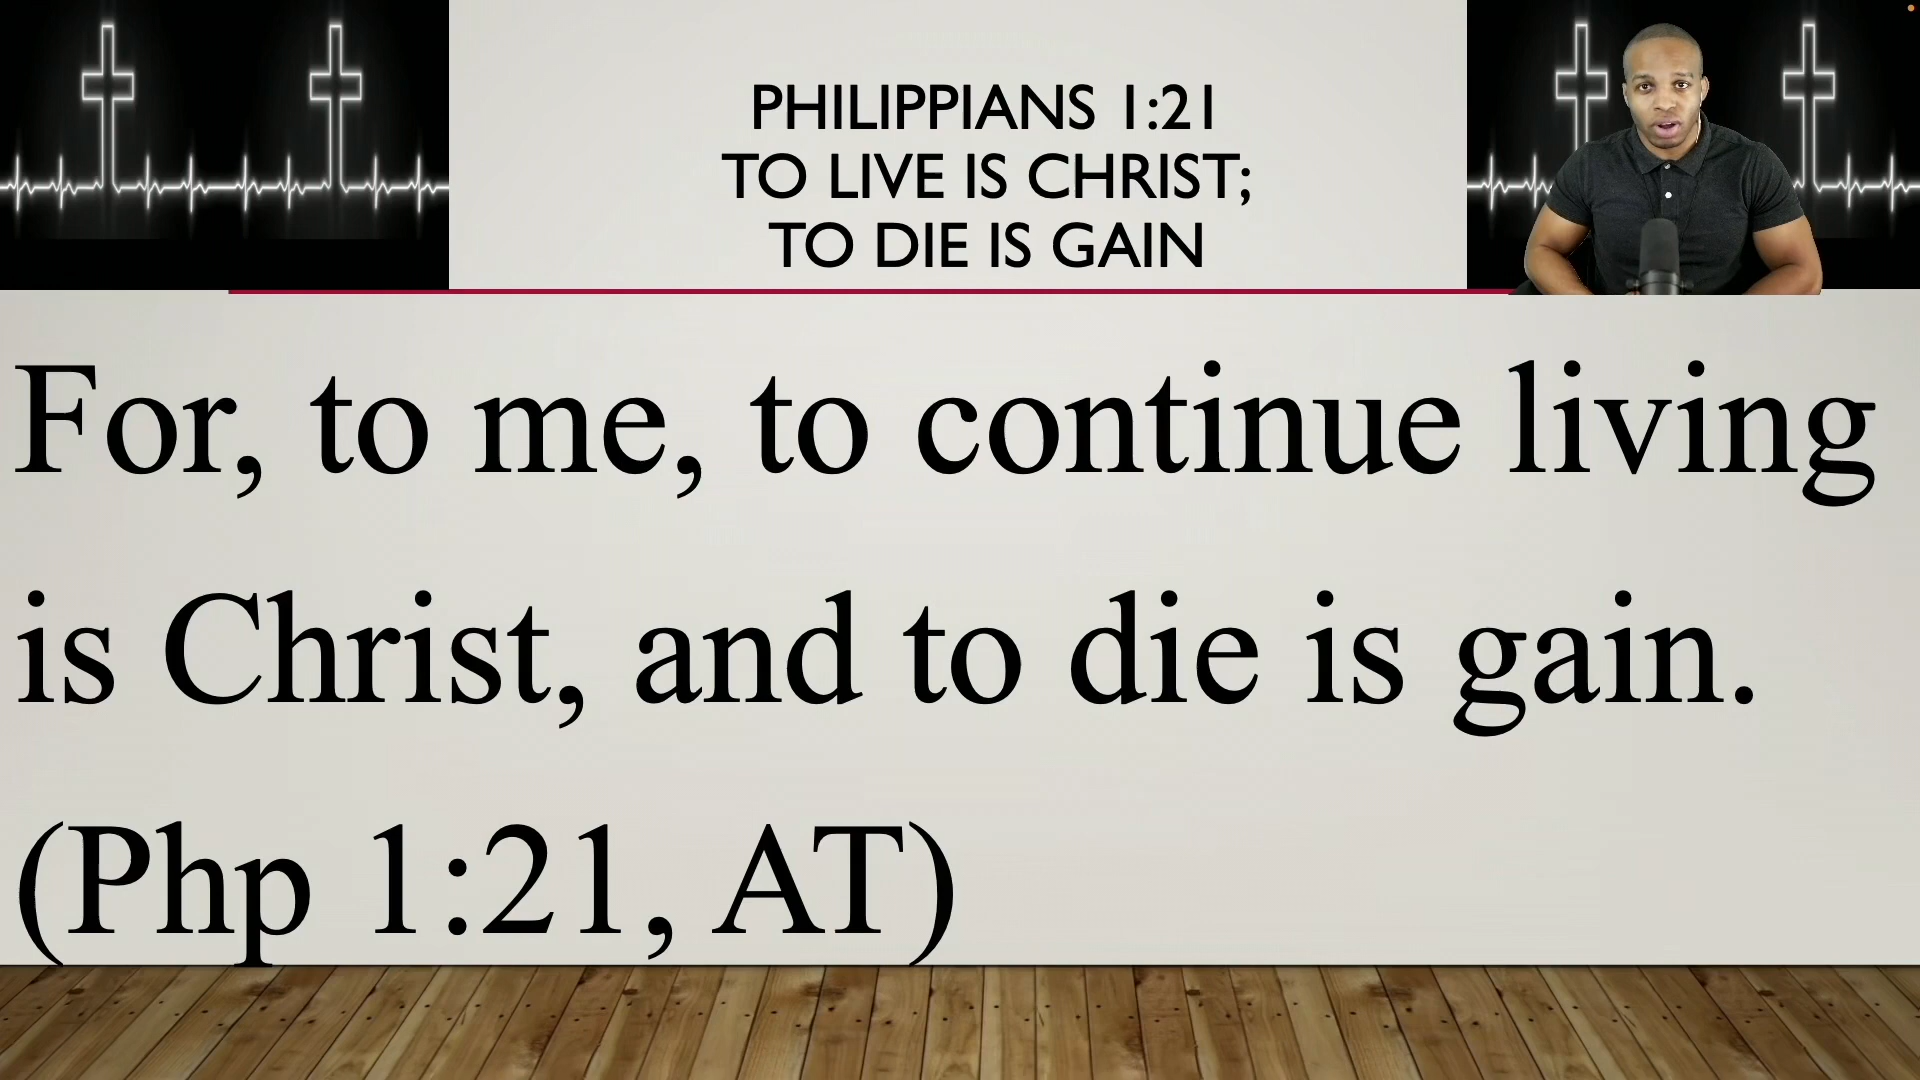 PHILIPPIANS 1:21
TO LIVE IS CHRIST;
TO DIE IS GAIN
For, to me, to continue living
is Christ, and to die is gain.
(Php 1:21, AT)